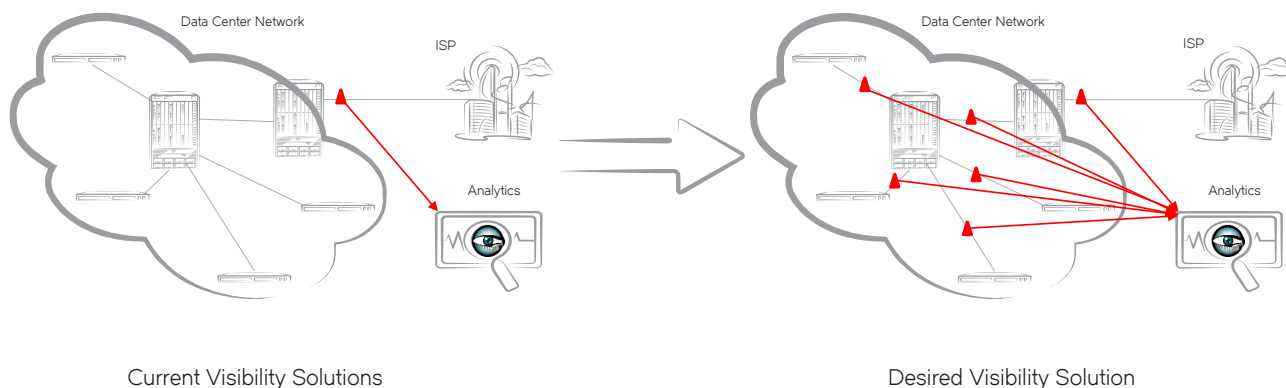 Data Center Network
ISP
Analytics
Current Visibility Solutions
Data Center Network
ISP
Analytics
Desired Visibility Solution